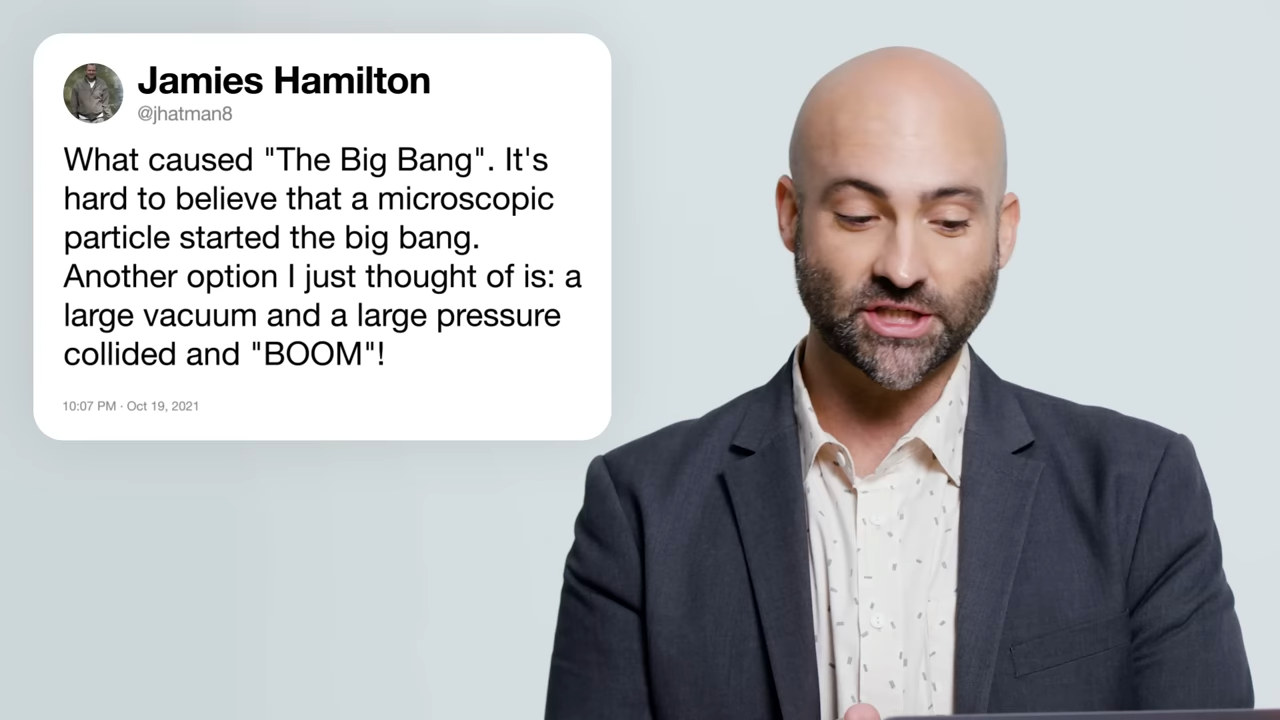 Jamies Hamilton
@jhatman8
What caused "The Big Bang". It's
hard to believe that a microscopic
particle started the big bang.
Another option I just thought of is: a
large vacuum and a large pressure
collided and "BOOM"!
10:07 PM · Oct 19, 2021